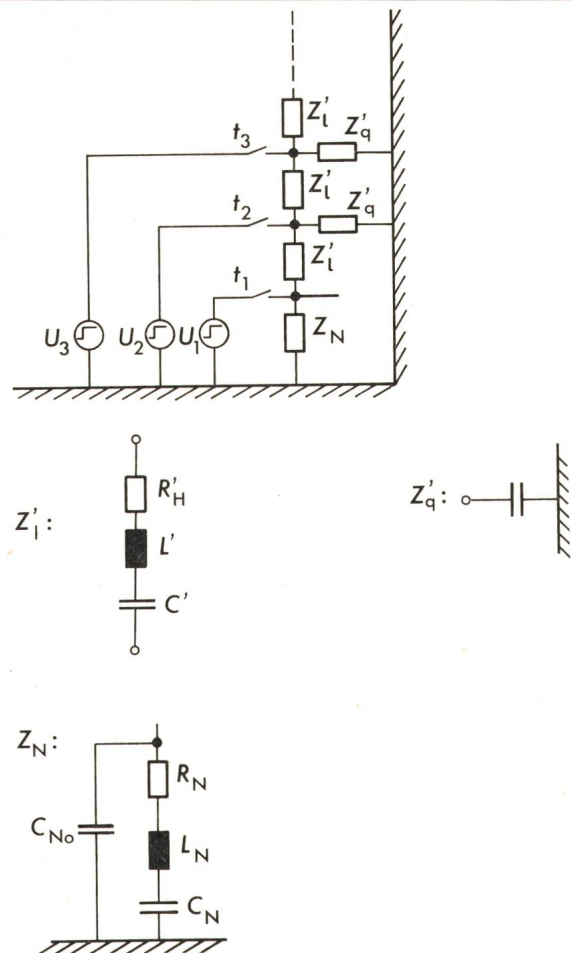 Z'l
t3
Z'q
Z'l
t2
Z'q
Z'l
t1
U3
U2
U1
ZN
R'H
Z'l:
L'
C'
Z'q:
ZN:
RN
CNo
LN
CN